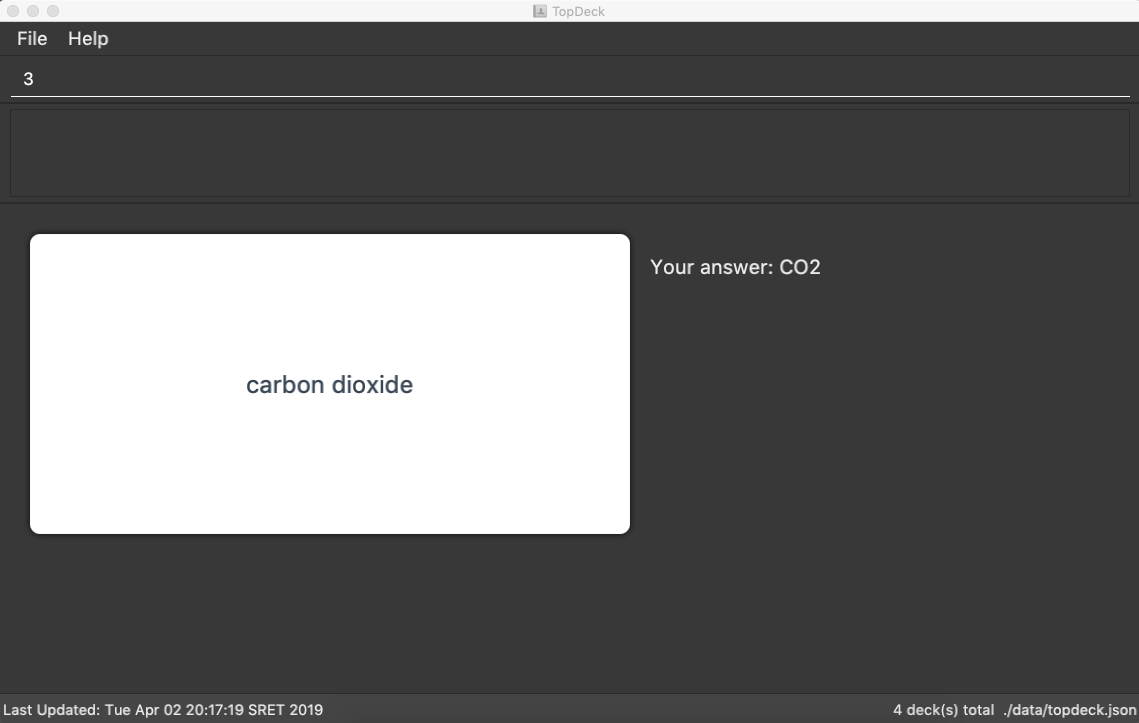 TopDeck
File Help
3
Your answer: CO2
carbon dioxide
Last Updated: Tue Apr 02 20:17:19 SRET 2019
4 deck(s) total ./data/topdeck.json